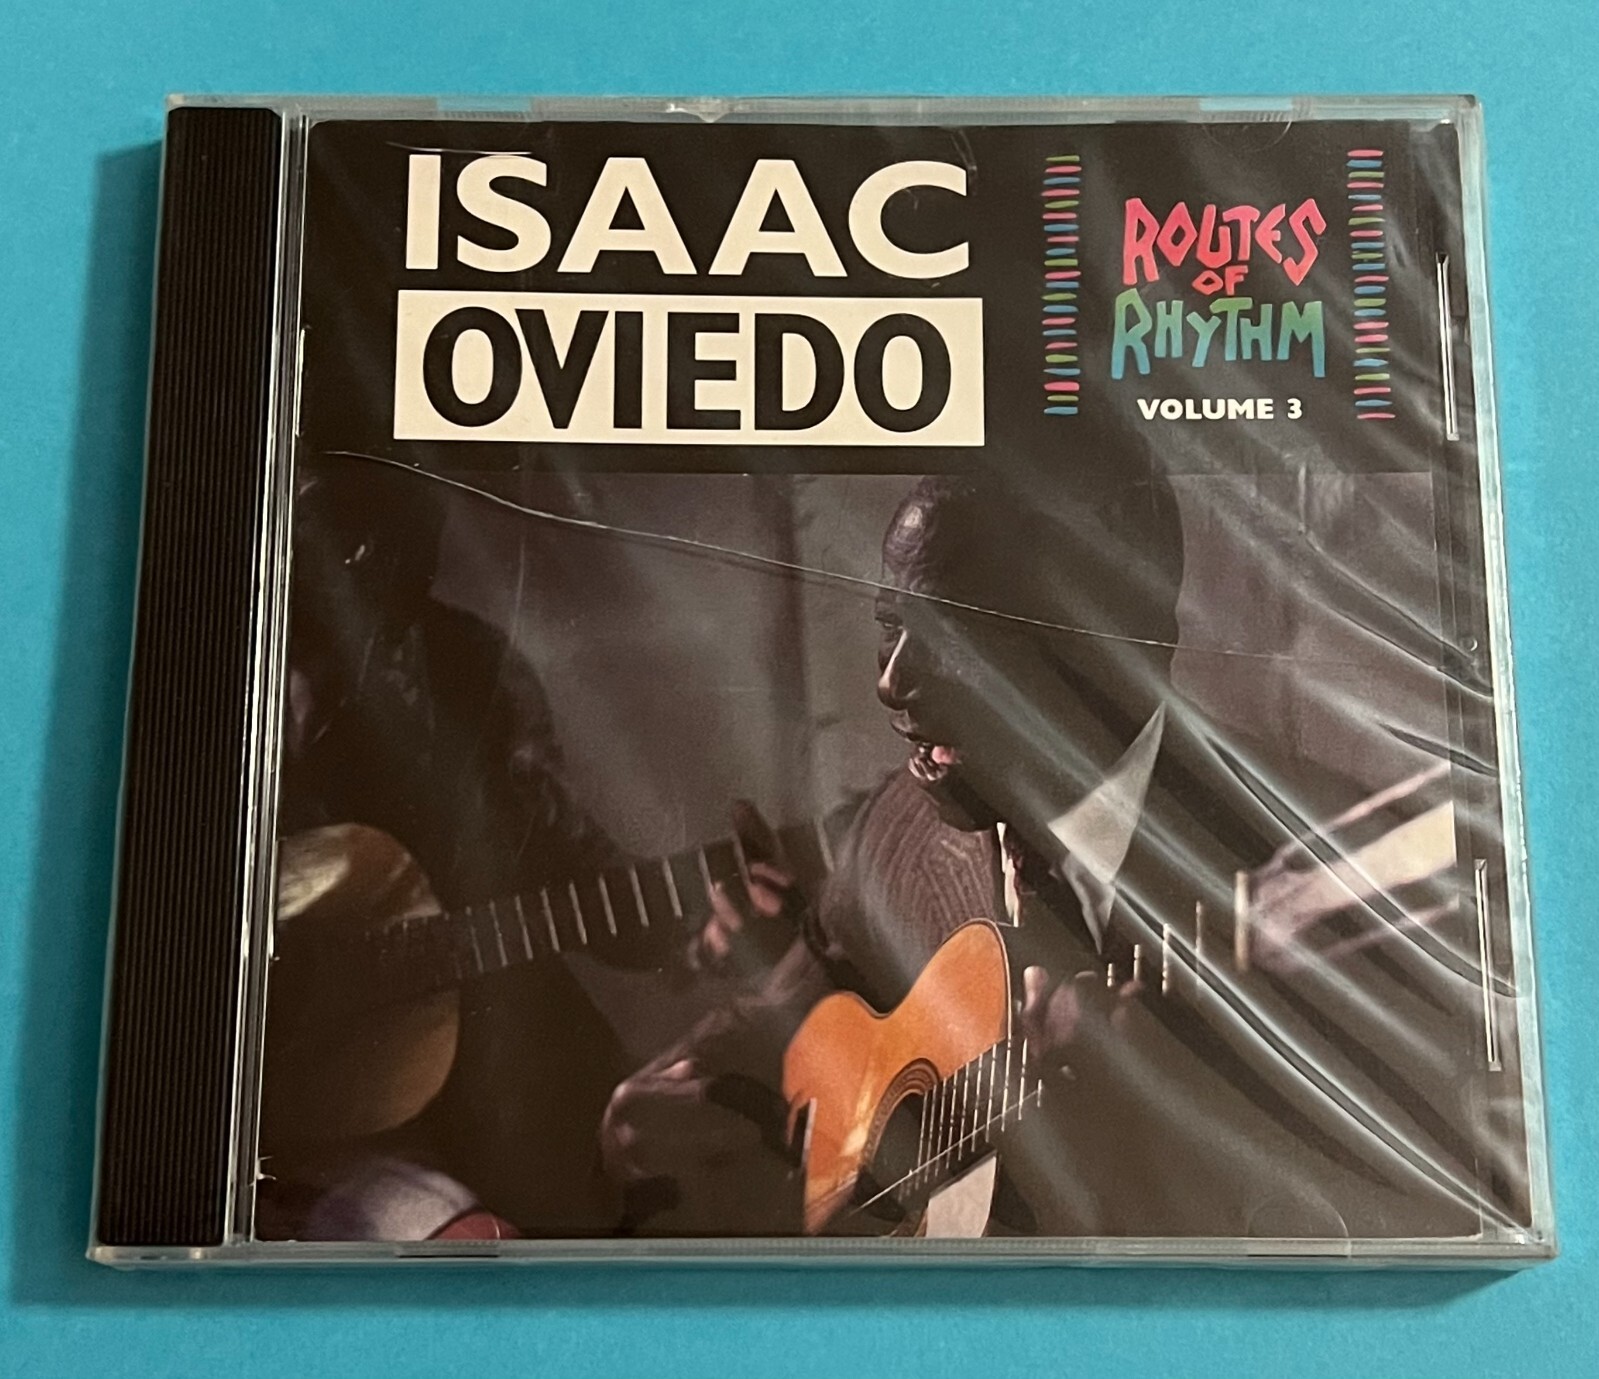 ISAAC
OVIEDO
ROUTES
OF
RHYTHM
VOLUME 3